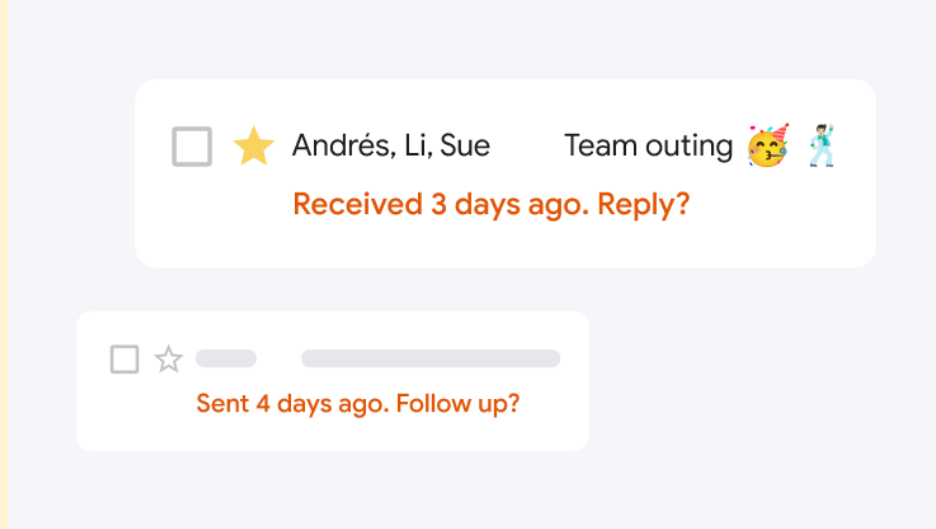 Andrés, Li, Sue Team outing 🥳 🕺🏻
Received 3 days ago. Reply?
Sent 4 days ago. Follow up?